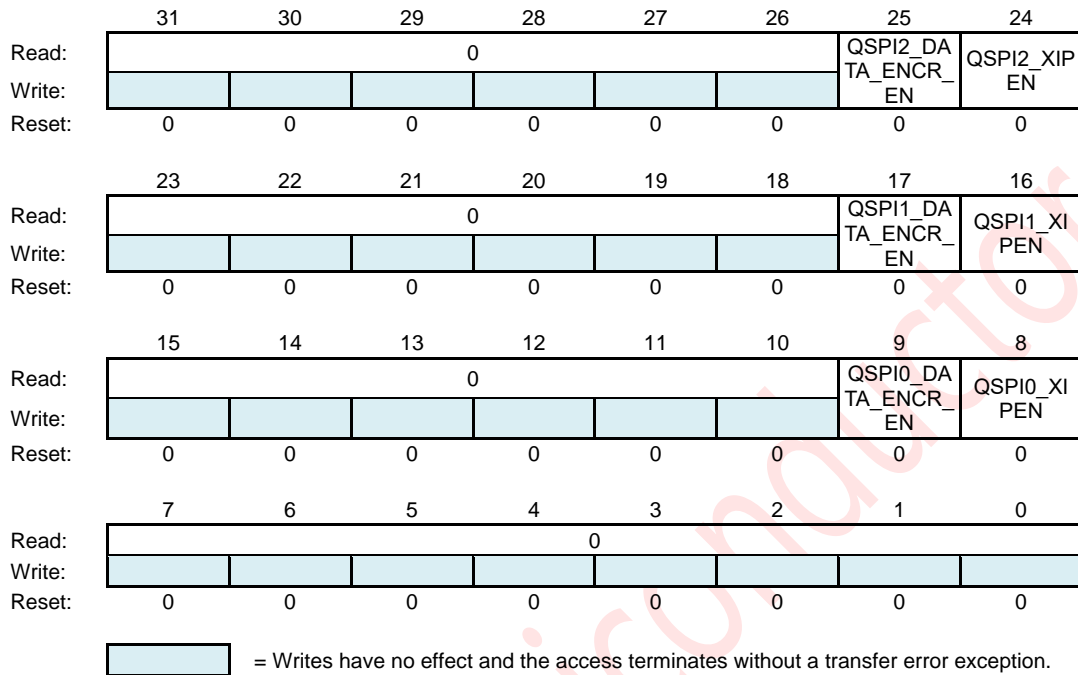 31 30 29 28 27 26 25 24
Read: 0 QSPI2_DA QSPI2_XIP
TA_ENCR_ EN
Write: EN
Reset: 0 0 0 0 0 0 0 0
23 22 21 20 19 18 17 16
Read: 0 QSPI1_DA QSPI1_XI
TA_ENCR_ PEN
Write: EN
Reset: 0 0 0 0 0 0 0 0
15 14 13 12 11 10 9 8
Read: 0 QSPI0_DA QSPI0_XI
TA_ENCR_ PEN
Write: EN
Reset: 0 0 0 0 0 0 0 0
7 6 5 4 3 2 1 0
Read: 0
Write:
Reset: 0 0 0 0 0 0 0 0
= Writes have no effect and the access terminates without a transfer error exception.
iconductor